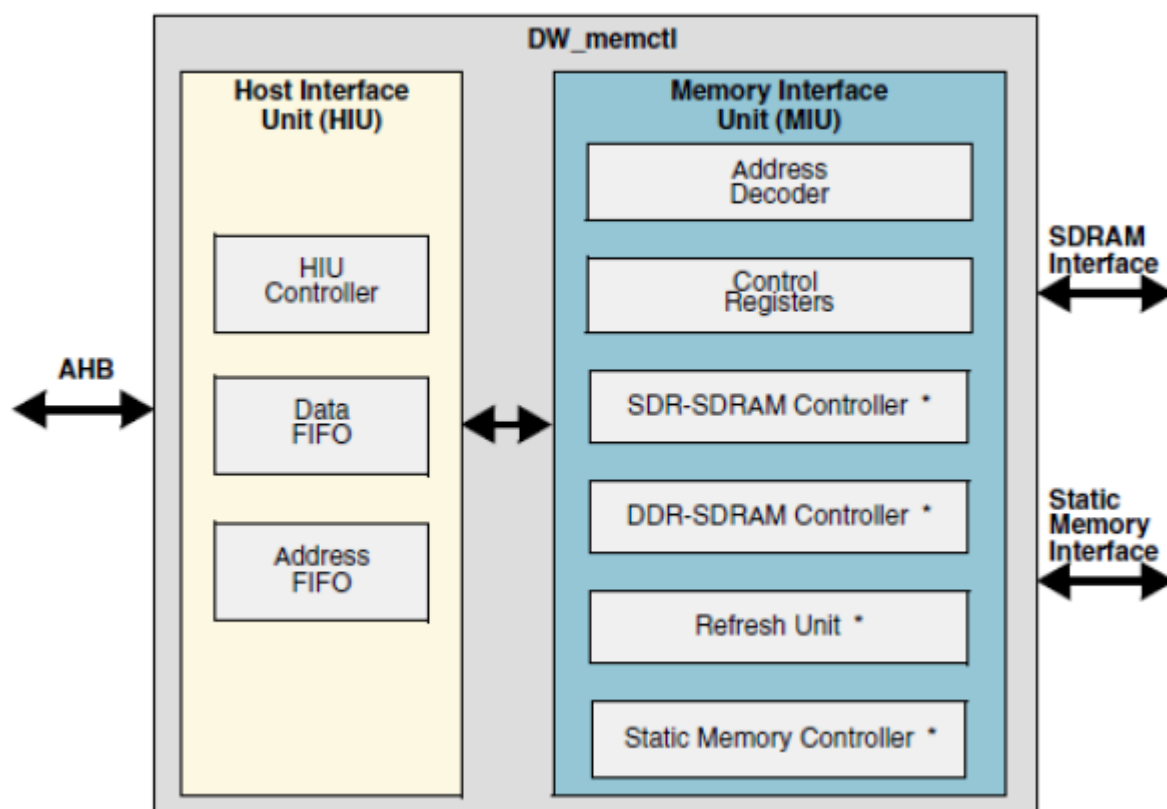 DW_memctl
Host Interface
Unit (HIU)
HIU
Controller
Data
FIFO
Address
FIFO
Memory Interface
Unit (MIU)
Address
Decoder
Control
Registers
SDR-SDRAM Controller *
DDR-SDRAM Controller *
Refresh Unit *
Static Memory Controller *
AHB
SDRAM
Interface
Static
Memory
Interface